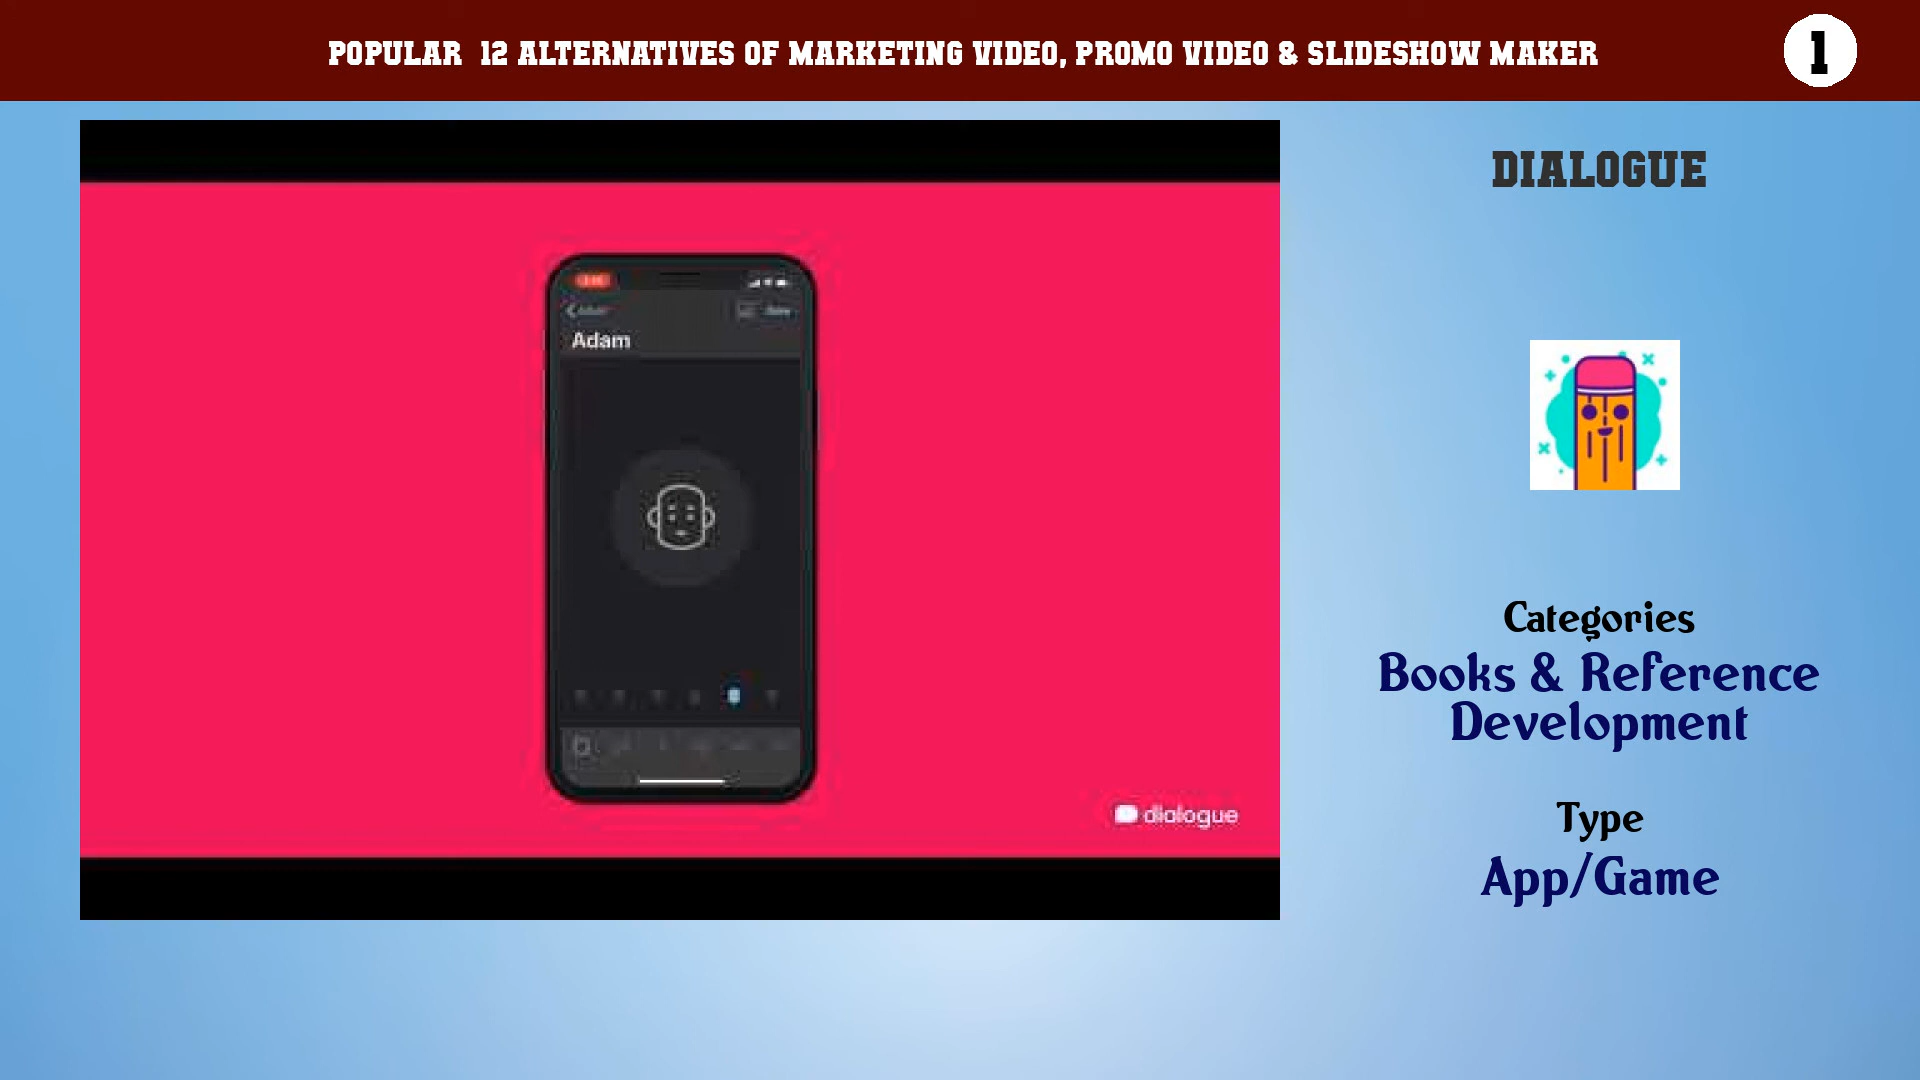 POPULAR 12 ALTERNATIVES OF MARKETING VIDEO, PROMO VIDEO & SLIDESHOW MAKER
1
DIALOGUE
Adam
dialogue
Categories
Books & Reference
Development
Type
App/Game